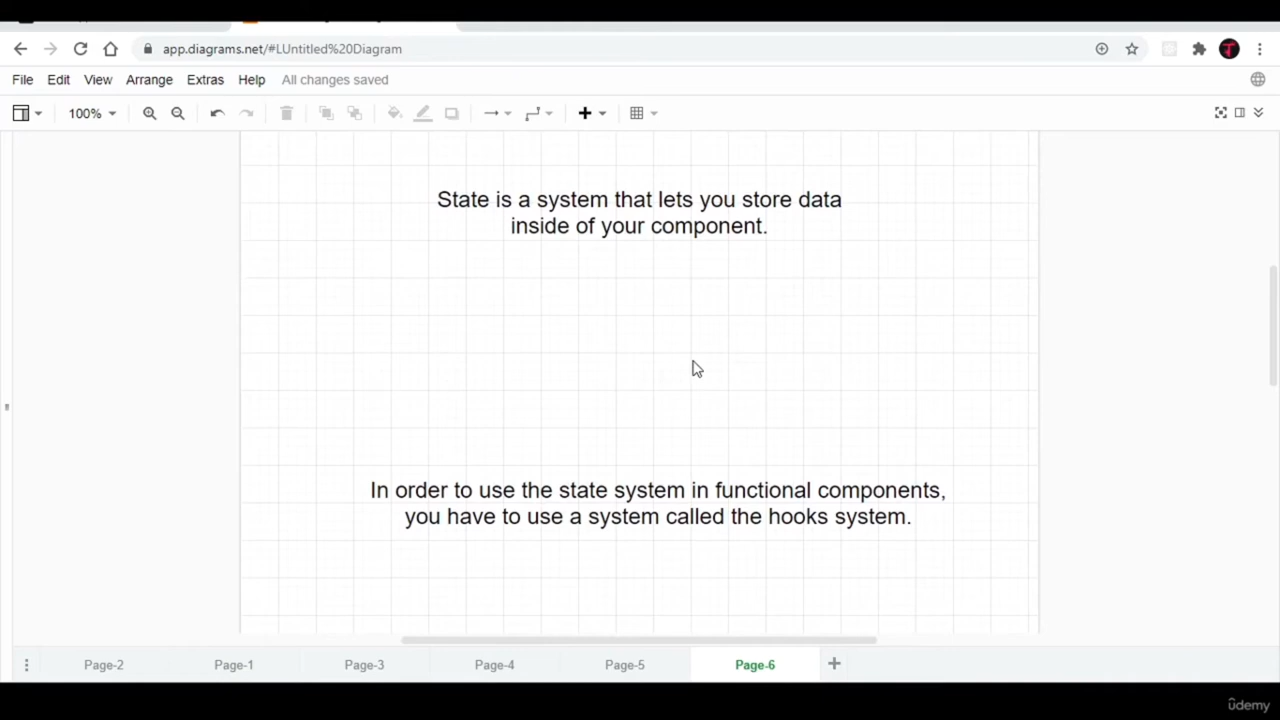 app.diagrams.net/#LUntitled%20Diagram
File Edit View Arrange Extras Help All changes saved
100%
State is a system that lets you store data
inside of your component.
In order to use the state system in functional components,
you have to use a system called the hooks system.
Page-2 Page-1 Page-3 Page-4 Page-5 Page-6
ûdemy